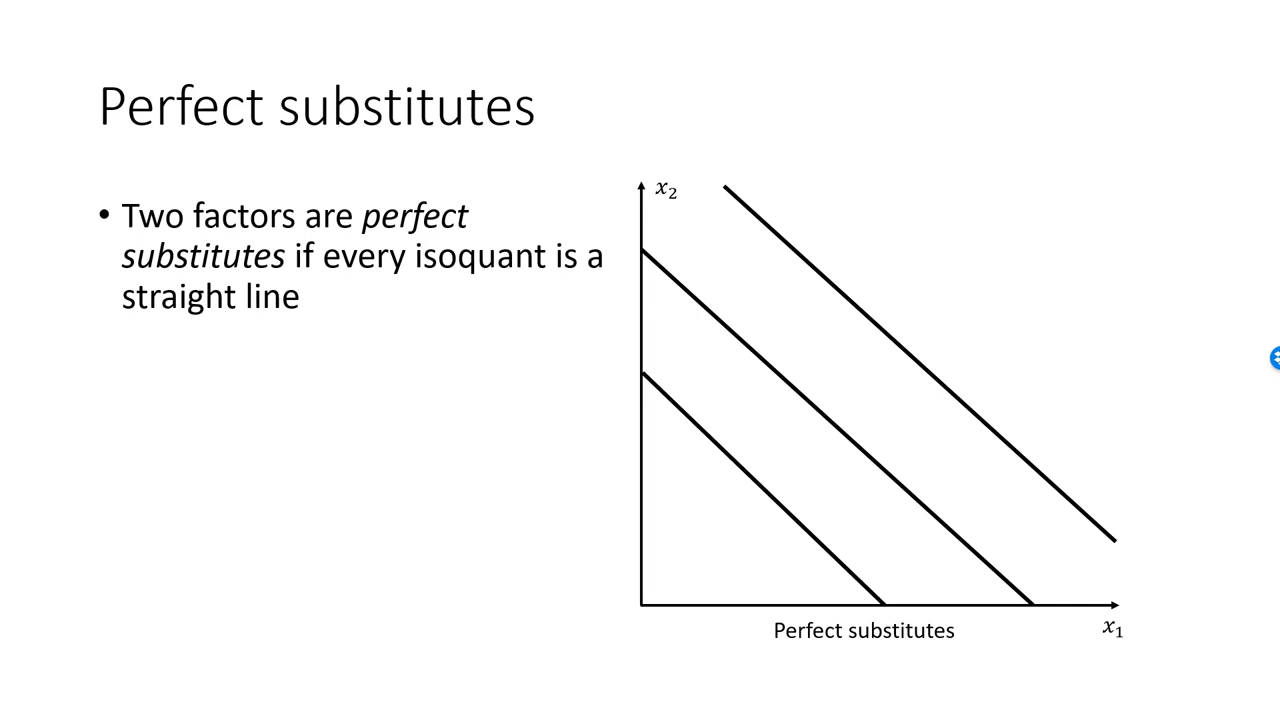 Perfect substitutes
• Two factors are perfect
substitutes if every isoquant is a
straight line
x₂
Perfect substitutes
x₁